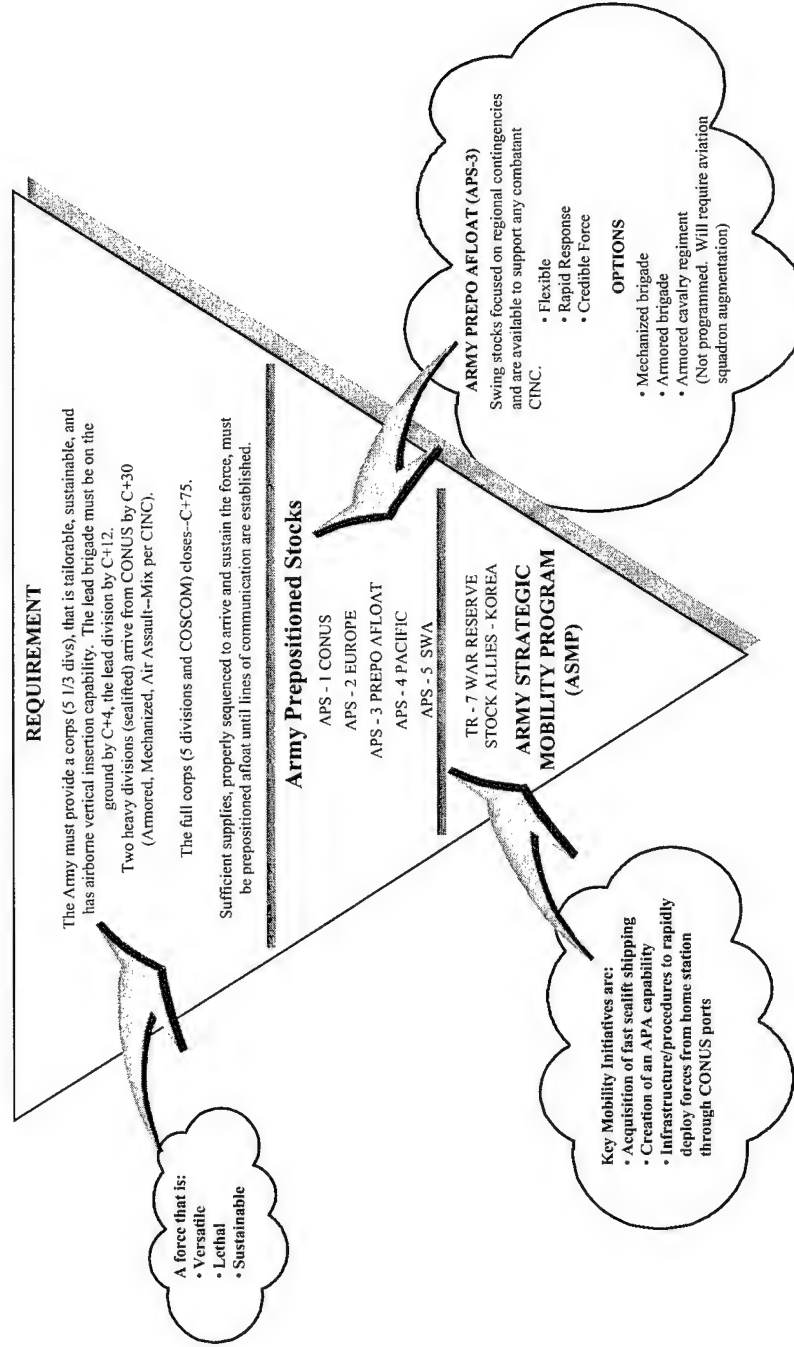 REQUIREMENT
The Army must provide a corps (5 1/3 divs), that is tailorable, sustainable, and
has airborne vertical insertion capability. The lead brigade must be on the
ground by C+4, the lead division by C+12.
Two heavy divisions (sealifted) arrive from CONUS by C+30
(Armored, Mechanized, Air Assault--Mix per CINC).
The full corps (5 divisions and COSCOM) closes--C+75.
Sufficient supplies, properly sequenced to arrive and sustain the force, must
be prepositioned afloat until lines of communication are established.
Army Prepositioned Stocks
APS - 1 CONUS
APS - 2 EUROPE
APS - 3 PREPO AFLOAT
APS - 4 PACIFIC
APS - 5 SWA
TR - 7 WAR RESERVE
STOCK ALLIES - KOREA
ARMY STRATEGIC
MOBILITY PROGRAM
(ASMP)
A force that is:
• Versatile
• Lethal
• Sustainable
Key Mobility Initiatives are:
• Acquisition of fast sealift shipping
• Creation of an APA capability
• Infrastructure/procedures to rapidly
deploy forces from home station
through CONUS ports
ARMY PREPO AFLOAT (APS-3)
Swing stocks focused on regional contingencies
and are available to support any combatant
CINC.
• Flexible
• Rapid Response
• Credible Force
OPTIONS
• Mechanized brigade
• Armored brigade
• Armored cavalry regiment
(Not programmed. Will require aviation
squadron augmentation)